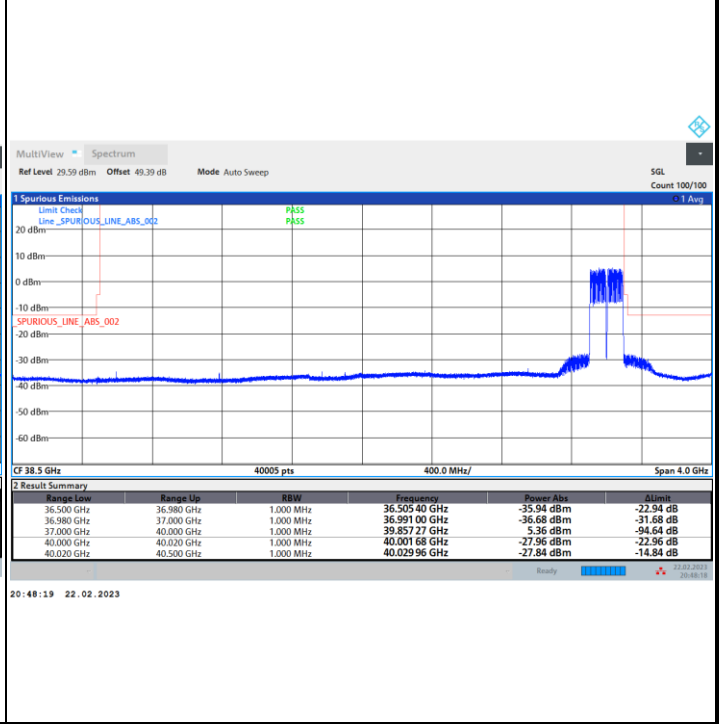 MultiView Spectrum
Ref Level 29.59 dBm Offset 49.39 dB Mode Auto Sweep SGL
Count 100/100
1 Spurious Emissions 1 Avg
Limit Check PASS
Line _SPURIOUS_LINE_ABS_002 PASS
20 dBm
10 dBm
0 dBm
-10 dBm
_SPURIOUS_LINE_ABS_002
-20 dBm
-30 dBm
-40 dBm
-50 dBm
-60 dBm
CF 38.5 GHz 40005 pts 400.0 MHz/ Span 4.0 GHz
2 Result Summary
Range Low Range Up RBW Frequency Power Abs ΔLimit
36.500 GHz 36.980 GHz 1.000 MHz 36.505 40 GHz -35.94 dBm -22.94 dB
36.980 GHz 37.000 GHz 1.000 MHz 36.991 00 GHz -36.68 dBm -31.68 dB
37.000 GHz 40.000 GHz 1.000 MHz 39.857 27 GHz 5.36 dBm -94.64 dB
40.000 GHz 40.020 GHz 1.000 MHz 40.001 68 GHz -27.96 dBm -22.96 dB
40.020 GHz 40.500 GHz 1.000 MHz 40.029 96 GHz -27.84 dBm -14.84 dB
Ready 22.02.2023
20:48:18
20:48:19 22.02.2023